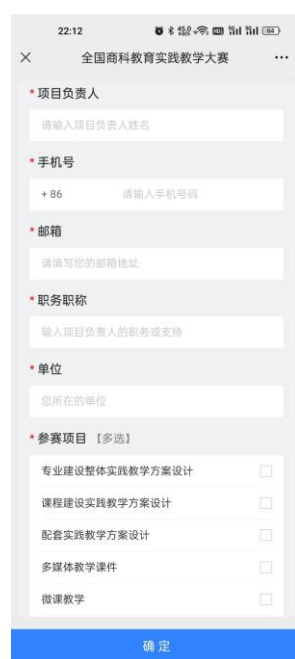 22:12
全国商科教育实践教学大赛
* 项目负责人
请输入项目负责人姓名
* 手机号
+ 86 请输入手机号码
* 邮箱
请填写您的邮箱地址
* 职务职称
输入项目负责人的职务或支持
* 单位
您所在的单位
* 参赛项目 【多选】
专业建设整体实践教学方案设计
课程建设实践教学方案设计
配套实践教学方案设计
多媒体教学课件
微课教学
确定